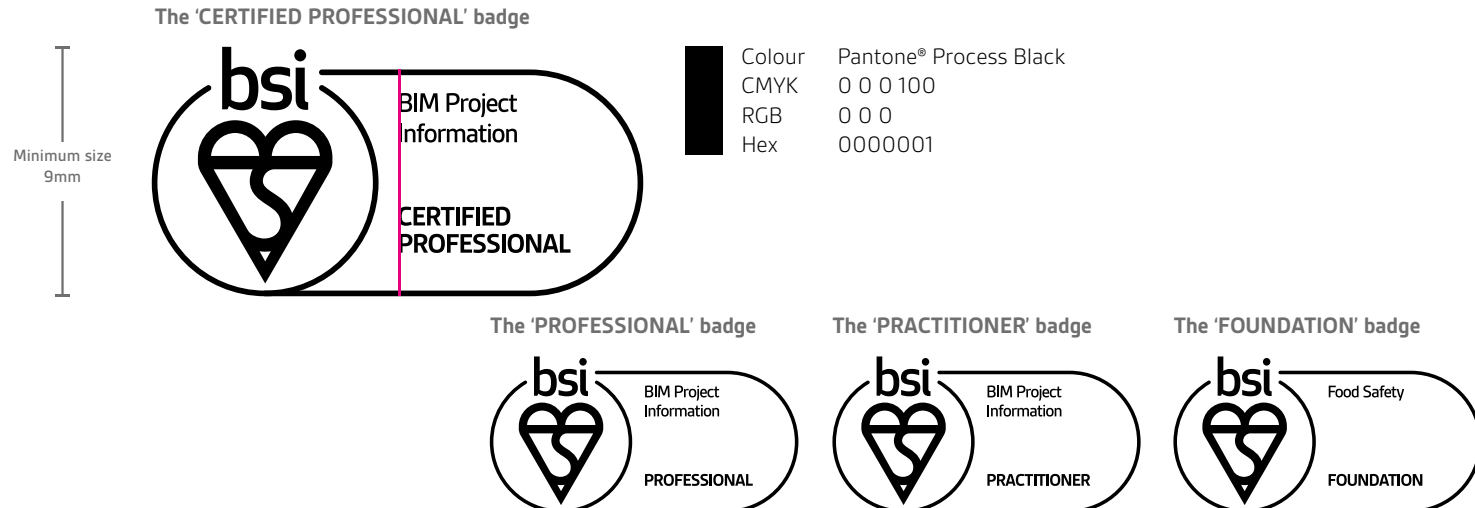 The ‘CERTIFIED PROFESSIONAL’ badge
Minimum size
9mm
bsi
BIM Project
Information
CERTIFIED
PROFESSIONAL
Colour Pantone® Process Black
CMYK 0 0 0 100
RGB 0 0 0
Hex 0000001
The ‘PROFESSIONAL’ badge
bsi
BIM Project
Information
PROFESSIONAL
The ‘PRACTITIONER’ badge
bsi
BIM Project
Information
PRACTITIONER
The ‘FOUNDATION’ badge
bsi
Food Safety
FOUNDATION